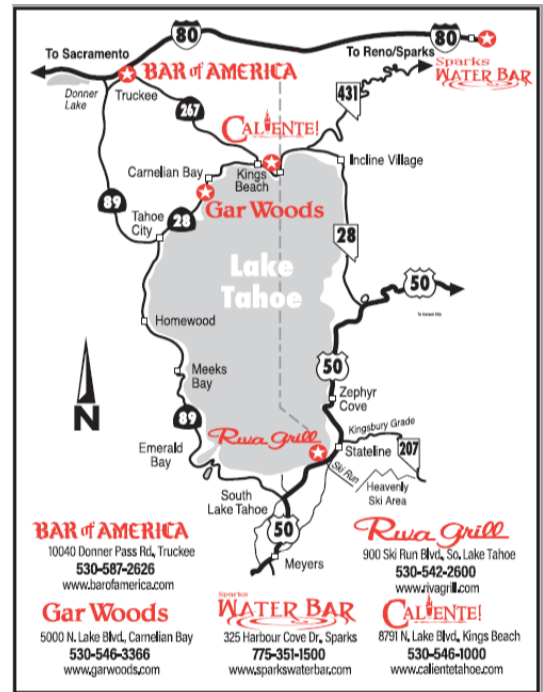 80
80
To Sacramento
To Reno/Sparks
Sparks
WATER BAR
BAR of AMERICA
Donner
Lake
Truckee
267
431
CALIENTE!
Carnelian Bay
Kings
Beach
Incline Village
89
Gar Woods
Tahoe
City
28
28
Lake
Tahoe
50
Homewood
50
Meeks
Bay
N
Zephyr
Cove
89
Riva Grill
Kingsbury Grade
Stateline
207
Emerald
Bay
Ski Run
Heavenly
Ski Area
South
Lake Tahoe
50
Meyers
BAR of AMERICA
10040 Donner Pass Rd., Truckee
530-587-2626
www.barofamerica.com
Riva Grill
900 Ski Run Blvd., So. Lake Tahoe
530-542-2600
www.rivagrill.com
Gar Woods
5000 N. Lake Blvd., Carnelian Bay
530-546-3366
www.garwoods.com
Sparks
WATER BAR
325 Harbour Cove Dr., Sparks
775-351-1500
www.sparkswaterbar.com
CALIENTE!
8791 N. Lake Blvd., Kings Beach
530-546-1000
www.calientetahoe.com